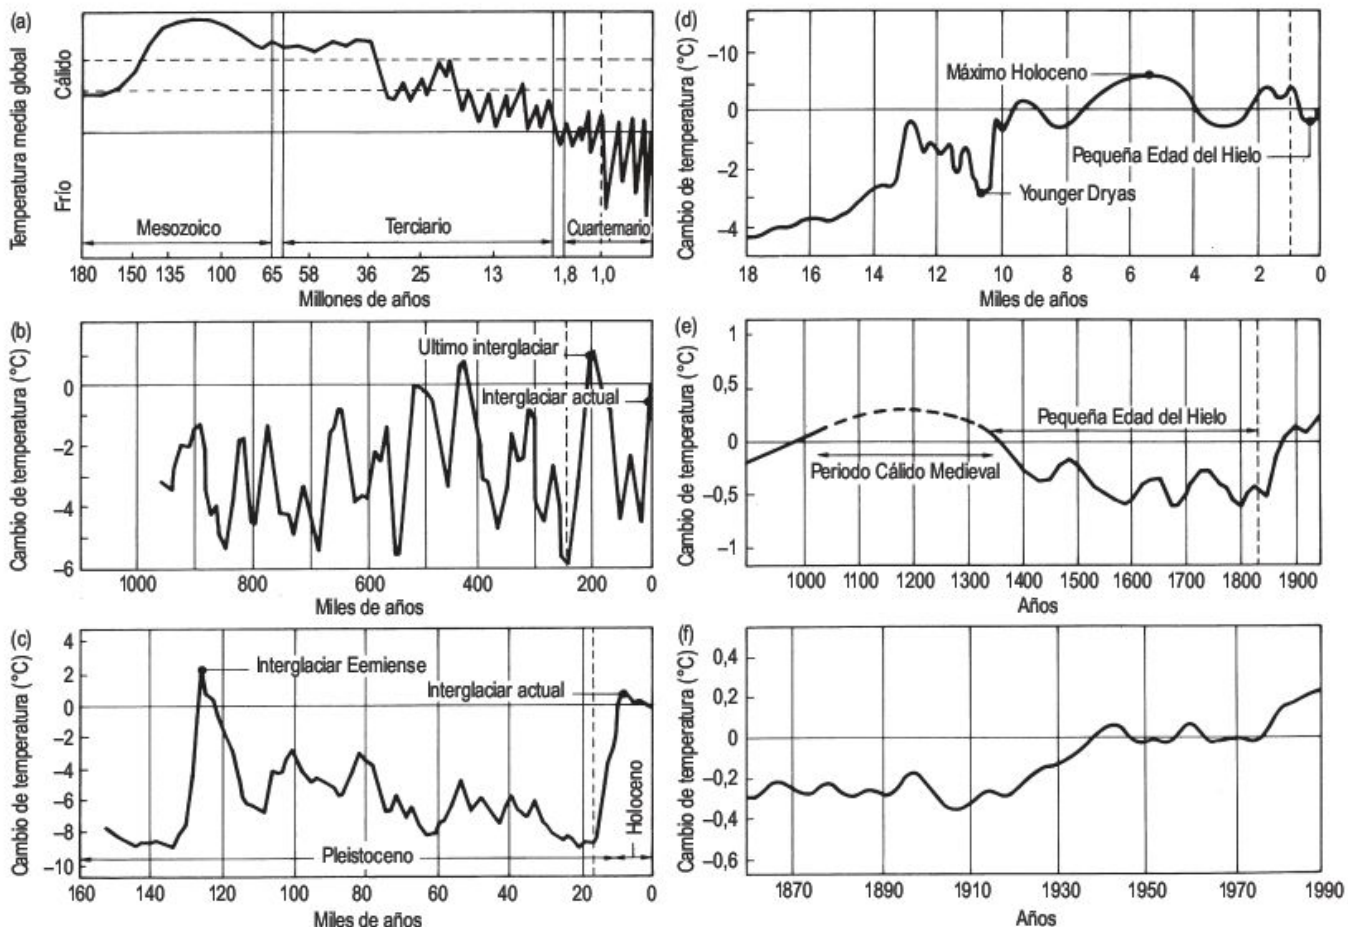 (a)
Temperatura media global
Frío
Cálido
Mesozoico
Terciario
Cuarternario
180 150 135 100 65 58 36 25 13 1,8 1,0
Millones de años
(b)
Cambio de temperatura (°C)
0
−2
−4
−6
Ultimo interglaciar
Interglaciar actual
1000 800 600 400 200 0
Miles de años
(c)
Cambio de temperatura (°C)
4
2
0
−2
−4
−6
−8
−10
Interglaciar Eemiense
Interglaciar actual
Pleistoceno
Holoceno
160 140 120 100 80 60 40 20 0
Miles de años
(d)
Cambio de temperatura (°C)
−10
0
−2
−4
Máximo Holoceno
Pequeña Edad del Hielo
Younger Dryas
18 16 14 12 10 8 6 4 2 0
Miles de años
(e)
Cambio de temperatura (°C)
1
0,5
0
−0,5
−1
Pequeña Edad del Hielo
Periodo Cálido Medieval
1000 1100 1200 1300 1400 1500 1600 1700 1800 1900
Años
(f)
Cambio de temperatura (°C)
0,4
0,2
0
−0,2
−0,4
−0,6
1870 1890 1910 1930 1950 1970 1990
Años